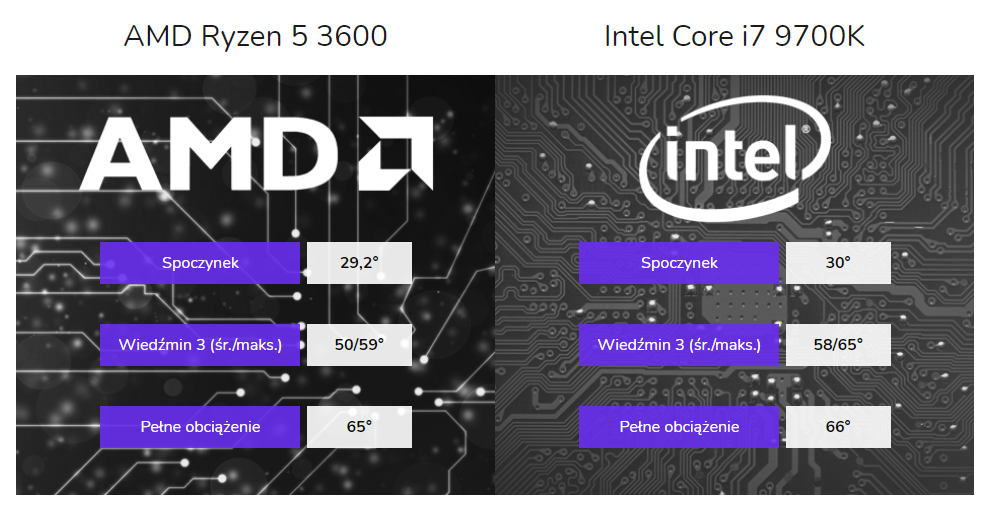 AMD Ryzen 5 3600
Intel Core i7 9700K
AMD
intel®
Spoczynek 29,2°
Wiedźmin 3 (śr./maks.) 50/59°
Pełne obciążenie 65°
Spoczynek 30°
Wiedźmin 3 (śr./maks.) 58/65°
Pełne obciążenie 66°